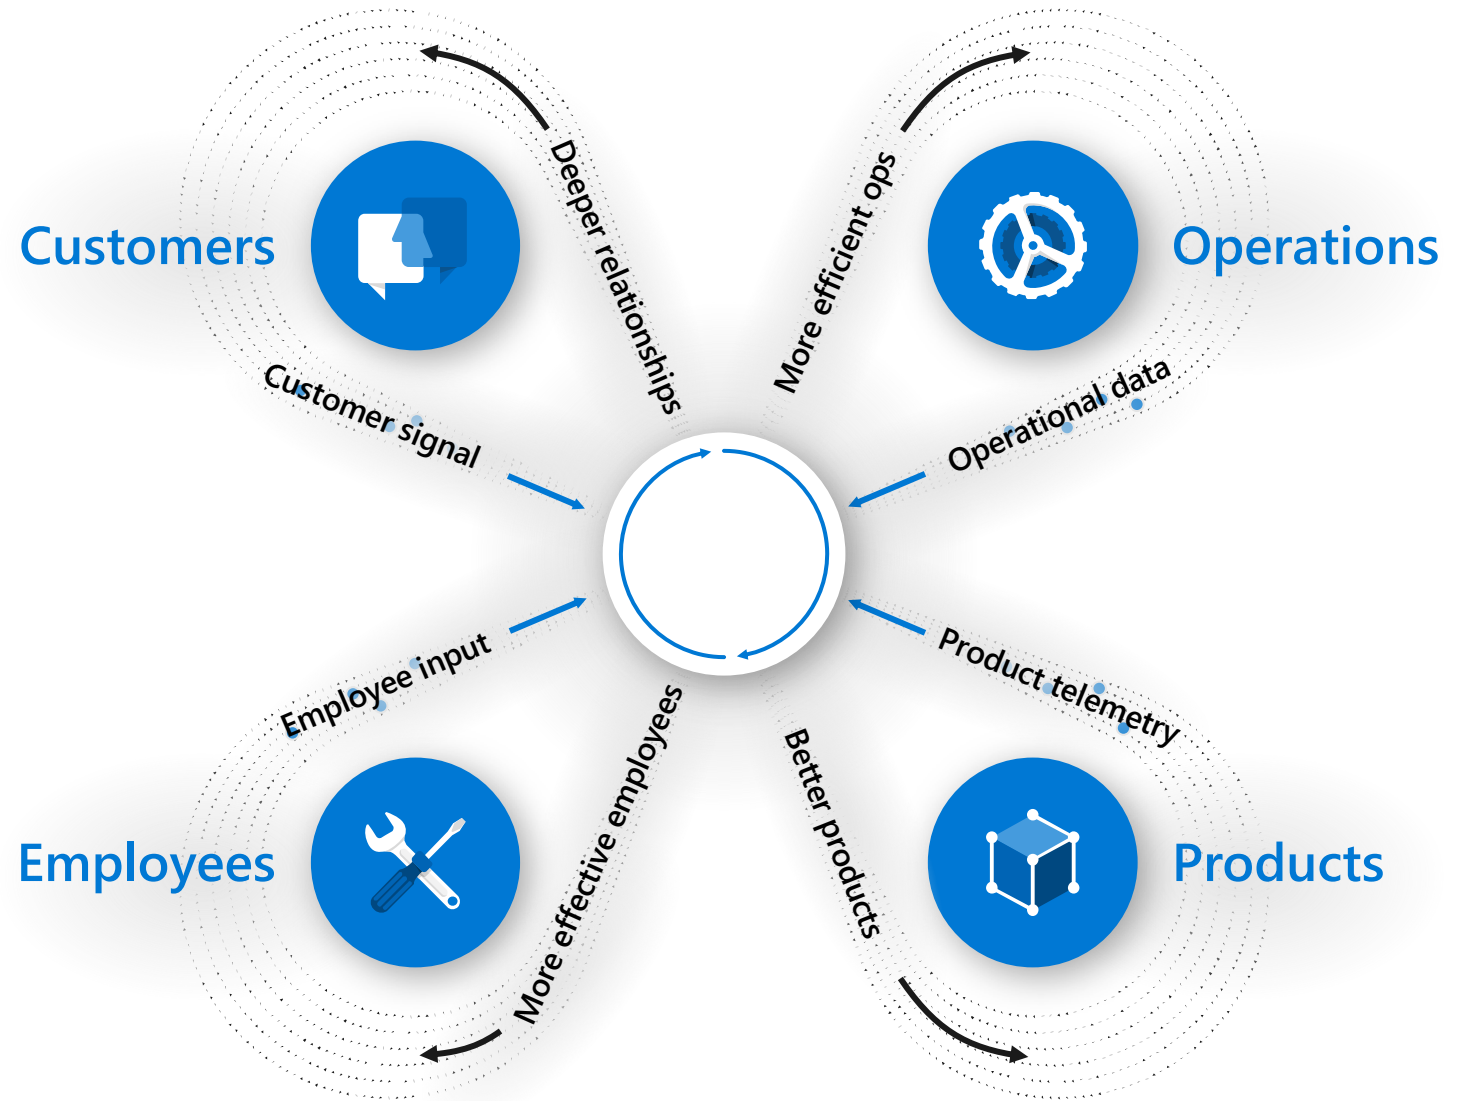 Customers
Deeper relationships
Customer signal
More efficient ops
Operations
Operational data
Employee input
Employees
More effective employees
Product telemetry
Better products
Products